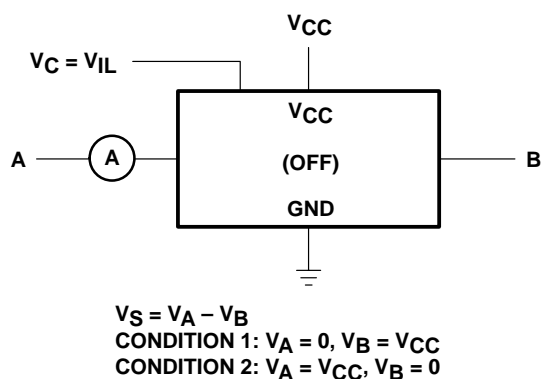 VCC
VC = VIL
VCC
A
A
(OFF)
B
GND
VS = VA – VB
CONDITION 1: VA = 0, VB = VCC
CONDITION 2: VA = VCC, VB = 0